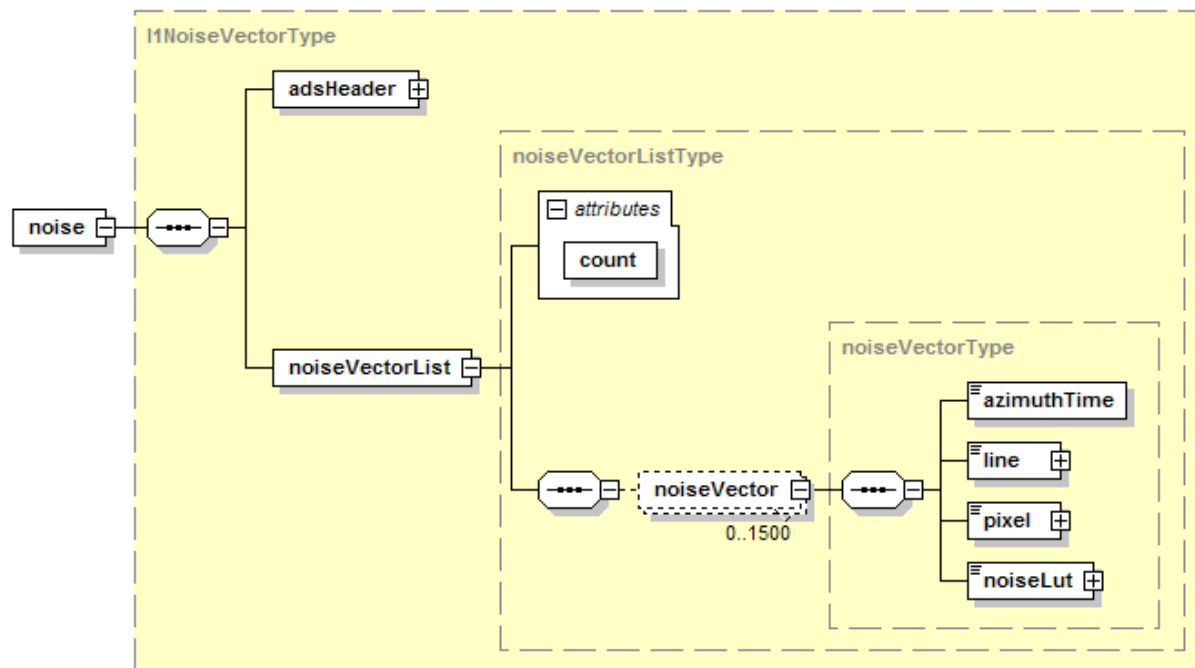 l1NoiseVectorType
adsHeader
noiseVectorListType
attributes
count
noise
noiseVectorList
noiseVectorType
azimuthTime
line
noiseVector
0..1500
pixel
noiseLut